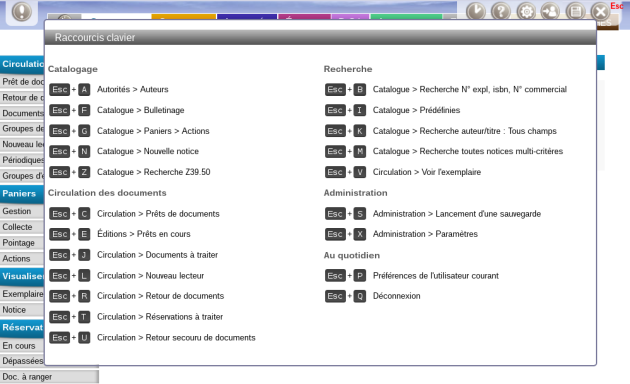 Esc
Raccourcis clavier
Catalogage
Esc + A Autorités > Auteurs
Esc + F Catalogue > Bulletinage
Esc + G Catalogue > Paniers > Actions
Esc + N Catalogue > Nouvelle notice
Esc + Z Catalogue > Recherche Z39.50
Circulation des documents
Esc + C Circulation > Prêts de documents
Esc + E Éditions > Prêts en cours
Esc + J Circulation > Documents à traiter
Esc + L Circulation > Nouveau lecteur
Esc + R Circulation > Retour de documents
Esc + T Circulation > Réservations à traiter
Esc + U Circulation > Retour secouru de documents
Recherche
Esc + B Catalogue > Recherche N° expl, isbn, N° commercial
Esc + I Catalogue > Prédéfinies
Esc + K Catalogue > Recherche auteur/titre : Tous champs
Esc + M Catalogue > Recherche toutes notices multi-critères
Esc + V Circulation > Voir l'exemplaire
Administration
Esc + S Administration > Lancement d'une sauvegarde
Esc + X Administration > Paramètres
Au quotidien
Esc + P Préférences de l'utilisateur courant
Esc + Q Déconnexion
Circulatio
Prêt de doc
Retour de d
Documents
Groupes de
Nouveau le
Périodiques
Groupes d'
Paniers
Gestion
Collecte
Pointage
Actions
Visualise
Exemplaire
Notice
Réservat
En cours
Dépassées
Doc. à ranger